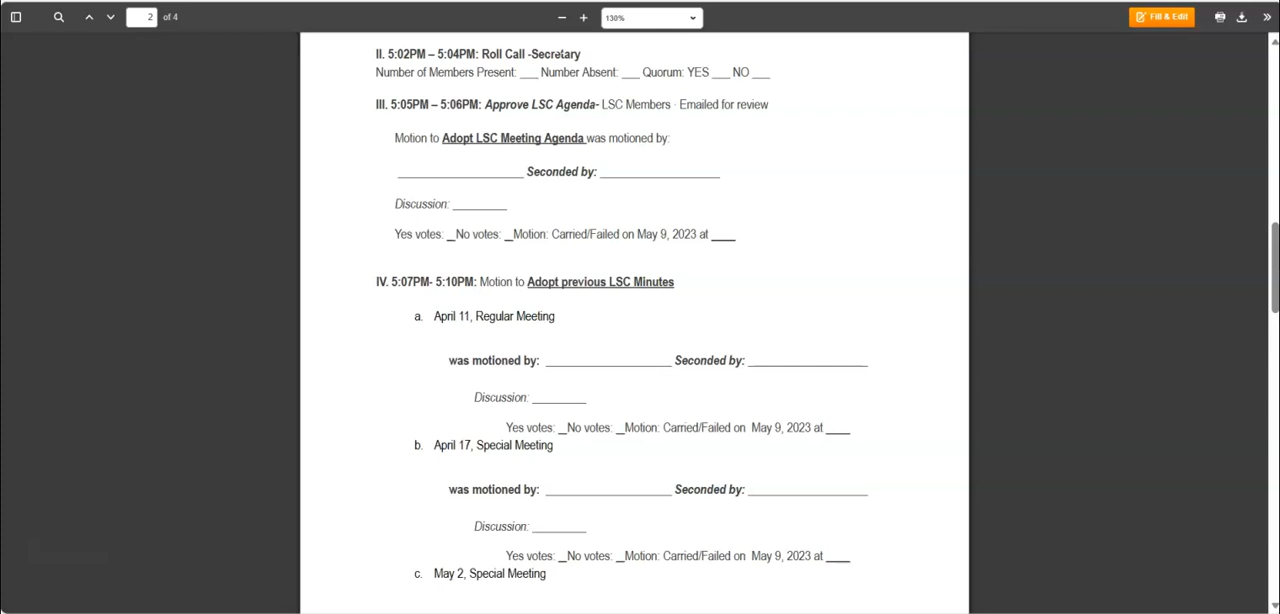 2 of 4
130%
Fill & Edit
II. 5:02PM – 5:04PM: Roll Call -Secretary
Number of Members Present: ___ Number Absent: ___ Quorum: YES ___ NO ___
III. 5:05PM – 5:06PM: Approve LSC Agenda- LSC Members - Emailed for review
Motion to Adopt LSC Meeting Agenda was motioned by:
____________________ Seconded by: ___________________
Discussion: _________
Yes votes: _No votes: _Motion: Carried/Failed on May 9, 2023 at ____
IV. 5:07PM- 5:10PM: Motion to Adopt previous LSC Minutes
a. April 11, Regular Meeting
was motioned by: ____________________ Seconded by: ___________________
Discussion: _________
Yes votes: _No votes: _Motion: Carried/Failed on May 9, 2023 at ____
b. April 17, Special Meeting
was motioned by: ____________________ Seconded by: ___________________
Discussion: _________
Yes votes: _No votes: _Motion: Carried/Failed on May 9, 2023 at ____
c. May 2, Special Meeting